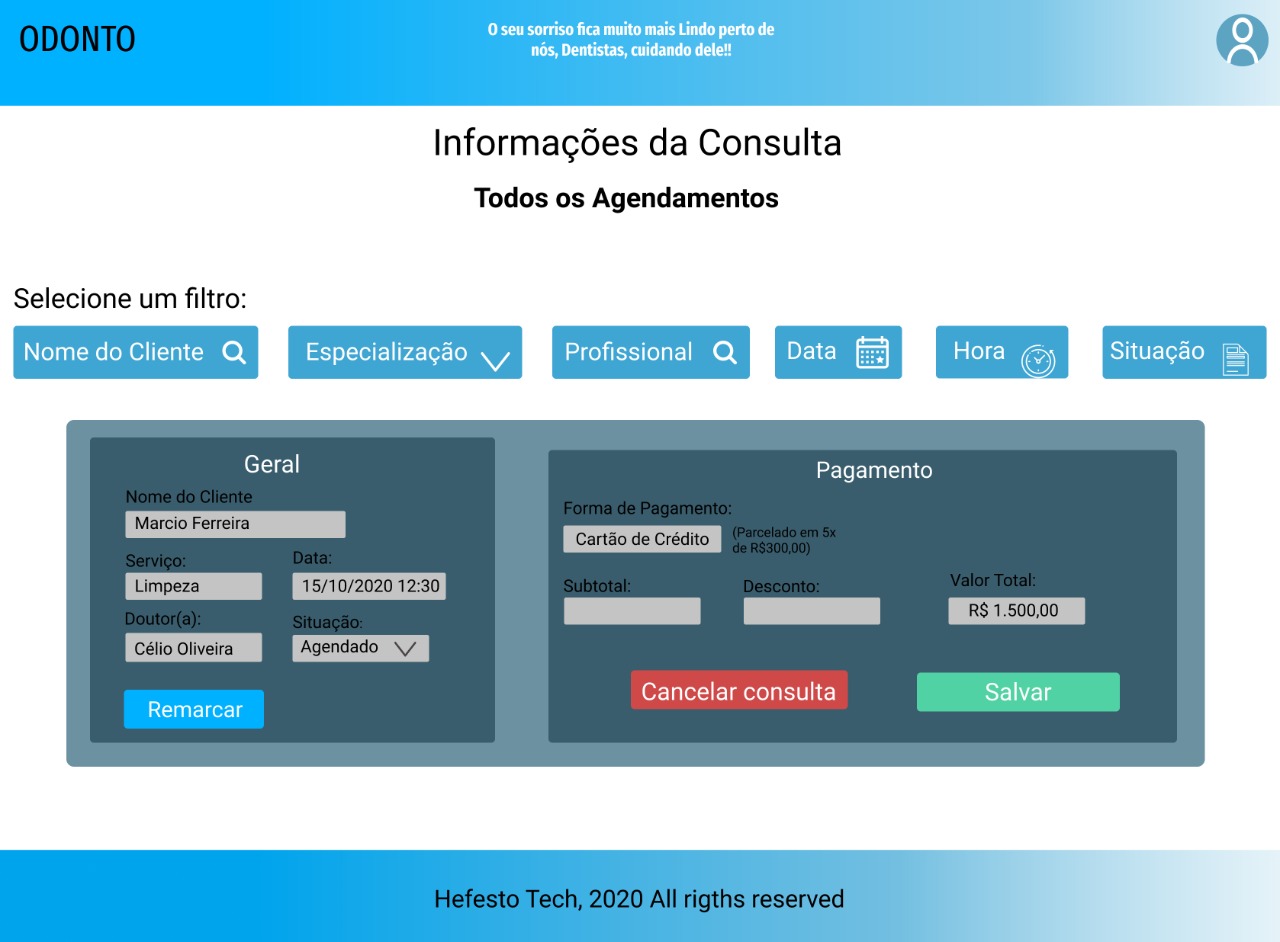 ODONTO
O seu sorriso fica muito mais Lindo perto de
nós, Dentistas, cuidando dele!!
Informações da Consulta
Todos os Agendamentos
Selecione um filtro:
Nome do Cliente
Especialização
Profissional
Data
Hora
Situação
Geral
Nome do Cliente
Marcio Ferreira
Serviço:
Data:
Limpeza
15/10/2020 12:30
Doutor(a):
Situação:
Célio Oliveira
Agendado
Remarcar
Pagamento
Forma de Pagamento:
Cartão de Crédito
(Parcelado em 5x
de R$300,00)
Subtotal:
Desconto:
Valor Total:
R$ 1.500,00
Cancelar consulta
Salvar
Hefesto Tech, 2020 All rigths reserved